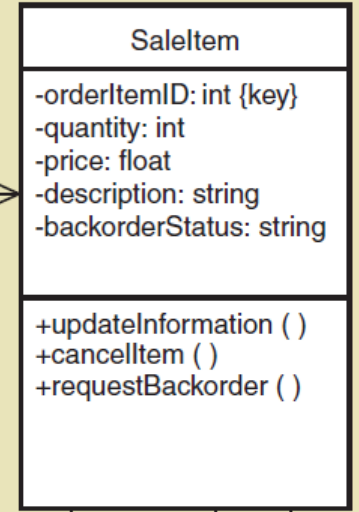 SaleItem
-orderItemID: int {key}
-quantity: int
-price: float
-description: string
-backorderStatus: string
+updateInformation ( )
+cancelItem ( )
+requestBackorder ( )